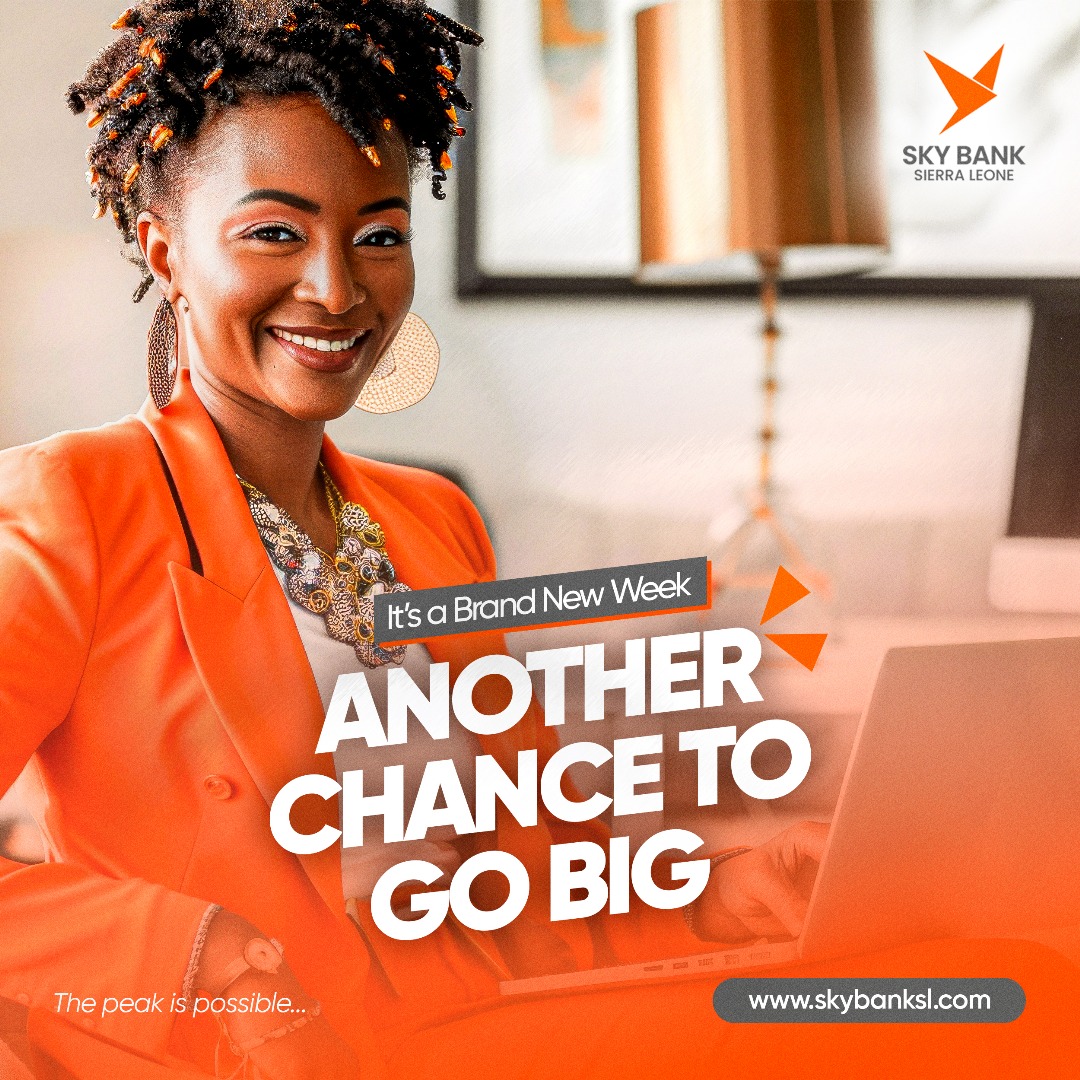 SKY BANK
SIERRA LEONE
It's a Brand New Week
ANOTHER
CHANCE TO
GO BIG
The peak is possible...
www.skybanksl.com